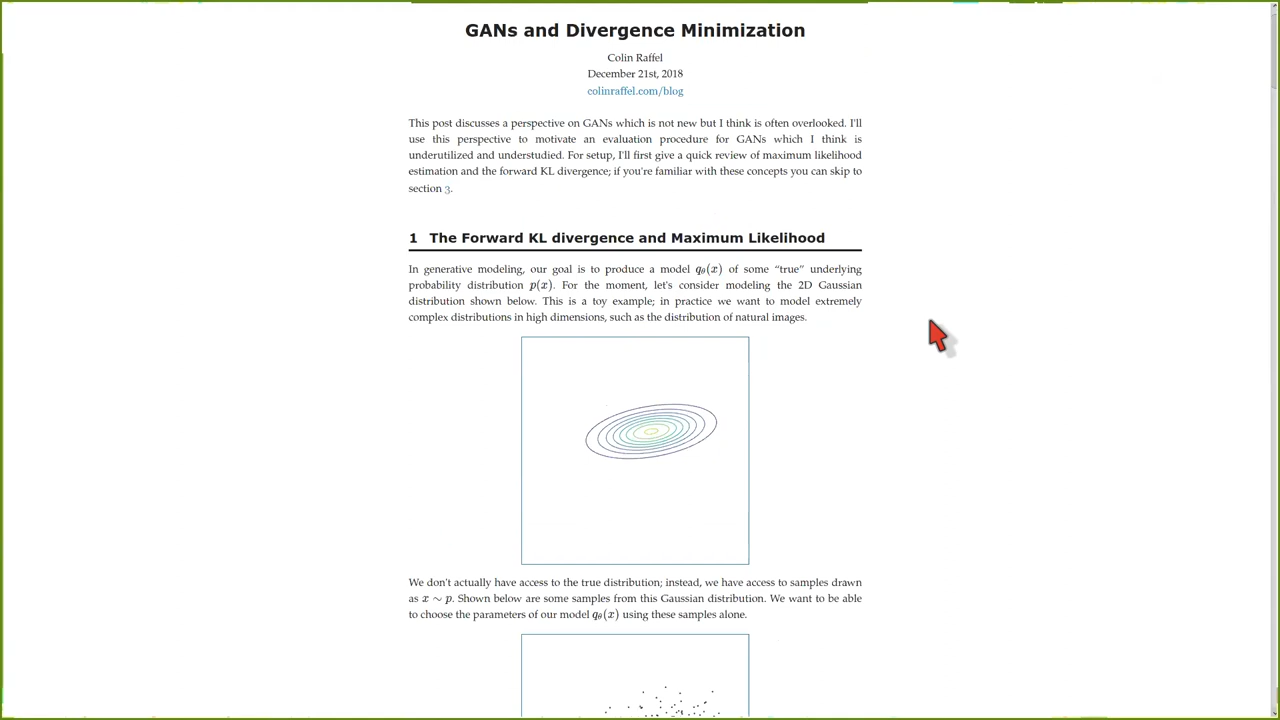 GANs and Divergence Minimization
Colin Raffel
December 21st, 2018
colinraffel.com/blog
This post discusses a perspective on GANs which is not new but I think is often overlooked. I'll
use this perspective to motivate an evaluation procedure for GANs which I think is
underutilized and understudied. For setup, I'll first give a quick review of maximum likelihood
estimation and the forward KL divergence; if you're familiar with these concepts you can skip to
section 3.
1 The Forward KL divergence and Maximum Likelihood
In generative modeling, our goal is to produce a model qθ(x) of some “true” underlying
probability distribution p(x). For the moment, let's consider modeling the 2D Gaussian
distribution shown below. This is a toy example; in practice we want to model extremely
complex distributions in high dimensions, such as the distribution of natural images.
We don't actually have access to the true distribution; instead, we have access to samples drawn
as x ∼ p. Shown below are some samples from this Gaussian distribution. We want to be able
to choose the parameters of our model qθ(x) using these samples alone.